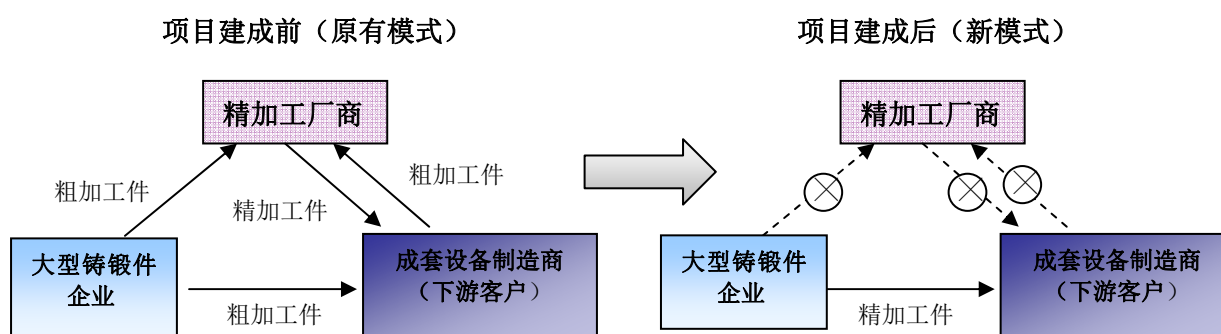 项目建成前（原有模式）
精加工厂商
粗加工件
粗加工件
精加工件
大型铸锻件
企业
成套设备制造商
（下游客户）
粗加工件
项目建成后（新模式）
精加工厂商
大型铸锻件
企业
成套设备制造商
（下游客户）
精加工件